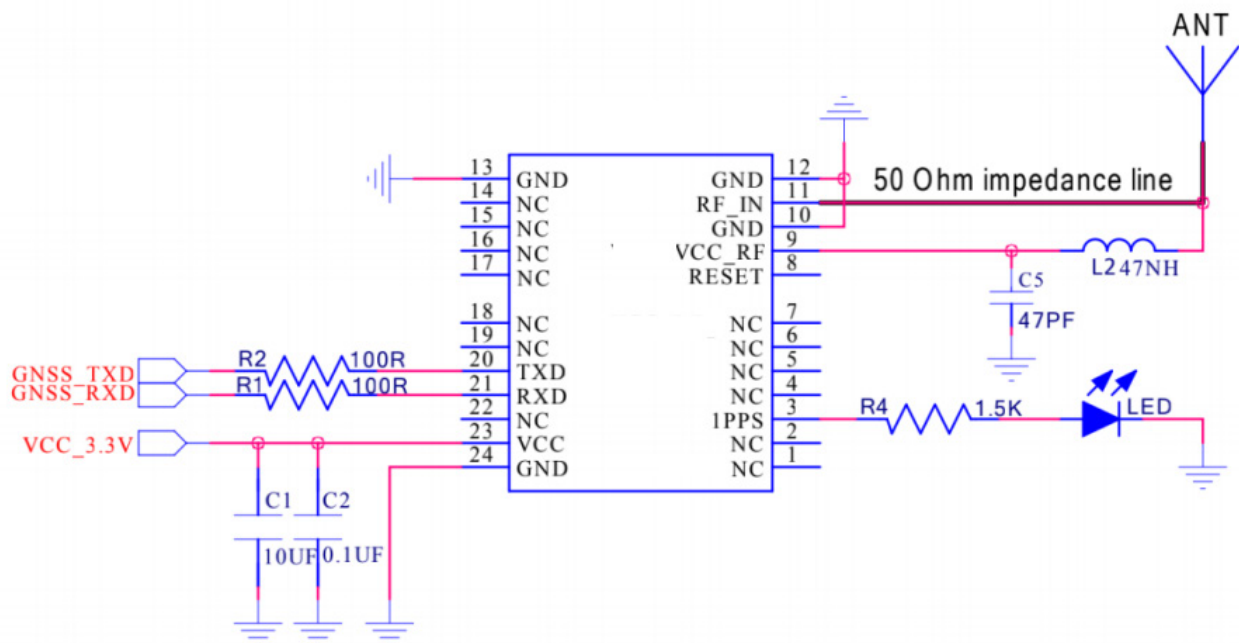 ANT
50 Ohm impedance line
13 GND
14 NC
15 NC
16 NC
17 NC
18 NC
19 NC
20 TXD
21 RXD
22 NC
23 VCC
24 GND
GND 12
RF_IN 11
GND 10
VCC_RF 9
RESET 8
NC 7
NC 6
NC 5
NC 4
1PPS 3
NC 2
NC 1
L2 47NH
C5
47PF
R4 1.5K LED
GNSS_TXD R2 100R
GNSS_RXD R1 100R
VCC_3.3V
C1 C2
10UF 0.1UF